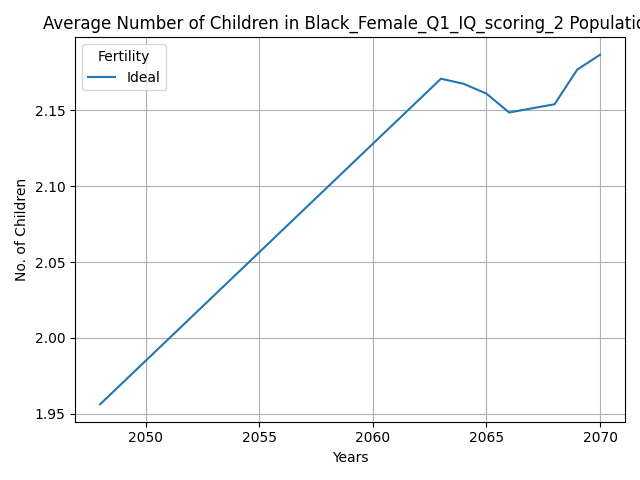 Average Number of Children in Black_Female_Q1_IQ_scoring_2 Populatio
Fertility
Ideal
No. of Children
2.15
2.10
2.05
2.00
1.95
2050 2055 2060 2065 2070
Years